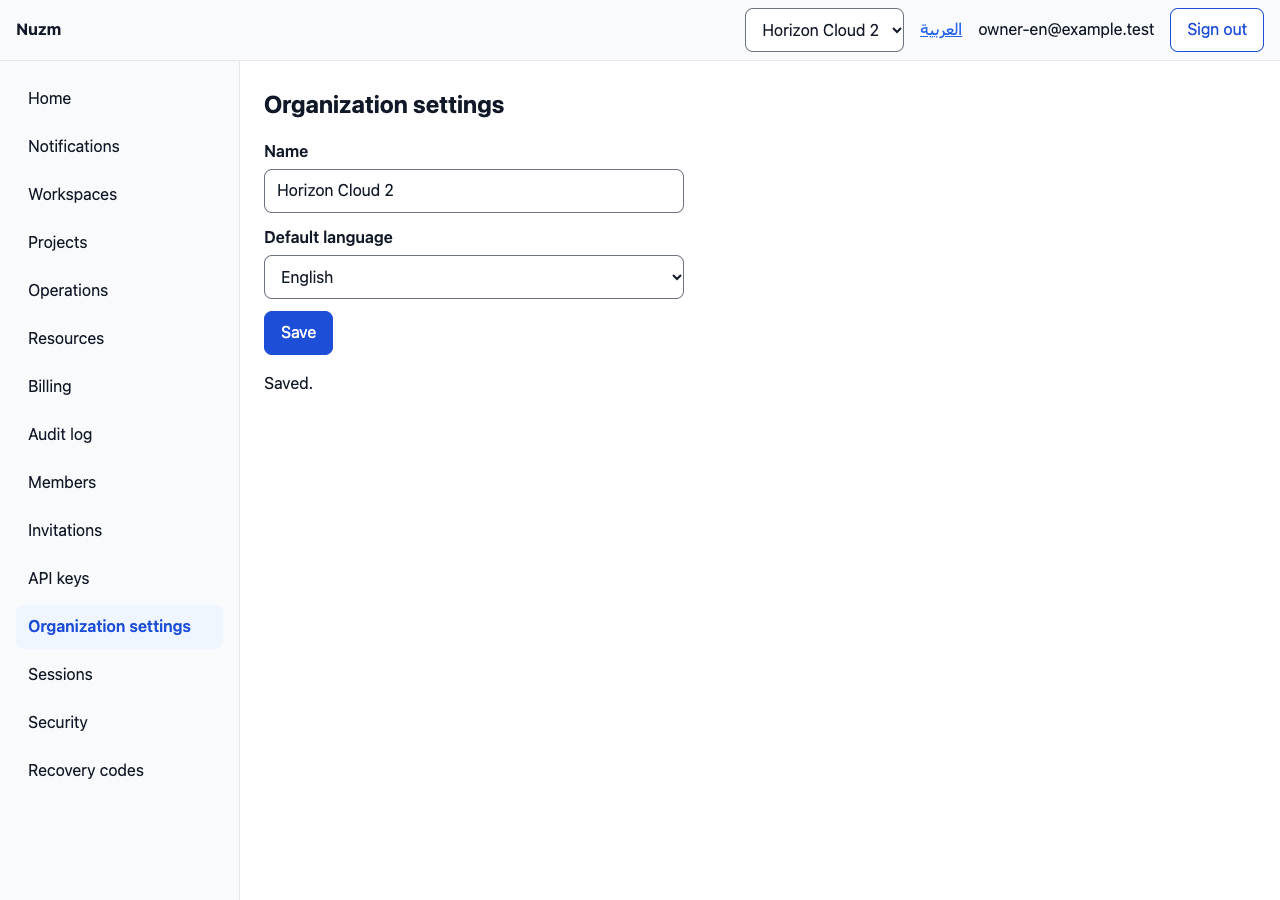 Nuzm
Horizon Cloud 2
العربية
owner-en@example.test
Sign out
Home
Notifications
Workspaces
Projects
Operations
Resources
Billing
Audit log
Members
Invitations
API keys
Organization settings
Sessions
Security
Recovery codes
Organization settings
Name
Horizon Cloud 2
Default language
English
Save
Saved.